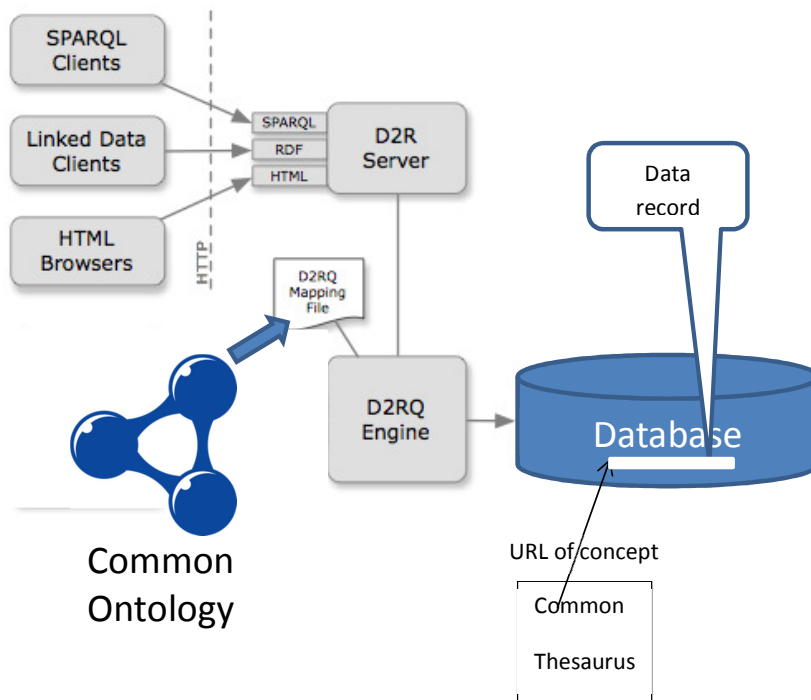 SPARQL
Clients
Linked Data
Clients
HTML
Browsers
HTTP
SPARQL
RDF
HTML
D2R
Server
D2RQ
Mapping
File
D2RQ
Engine
Data
record
Database
Common
Ontology
URL of concept
Common
Thesaurus